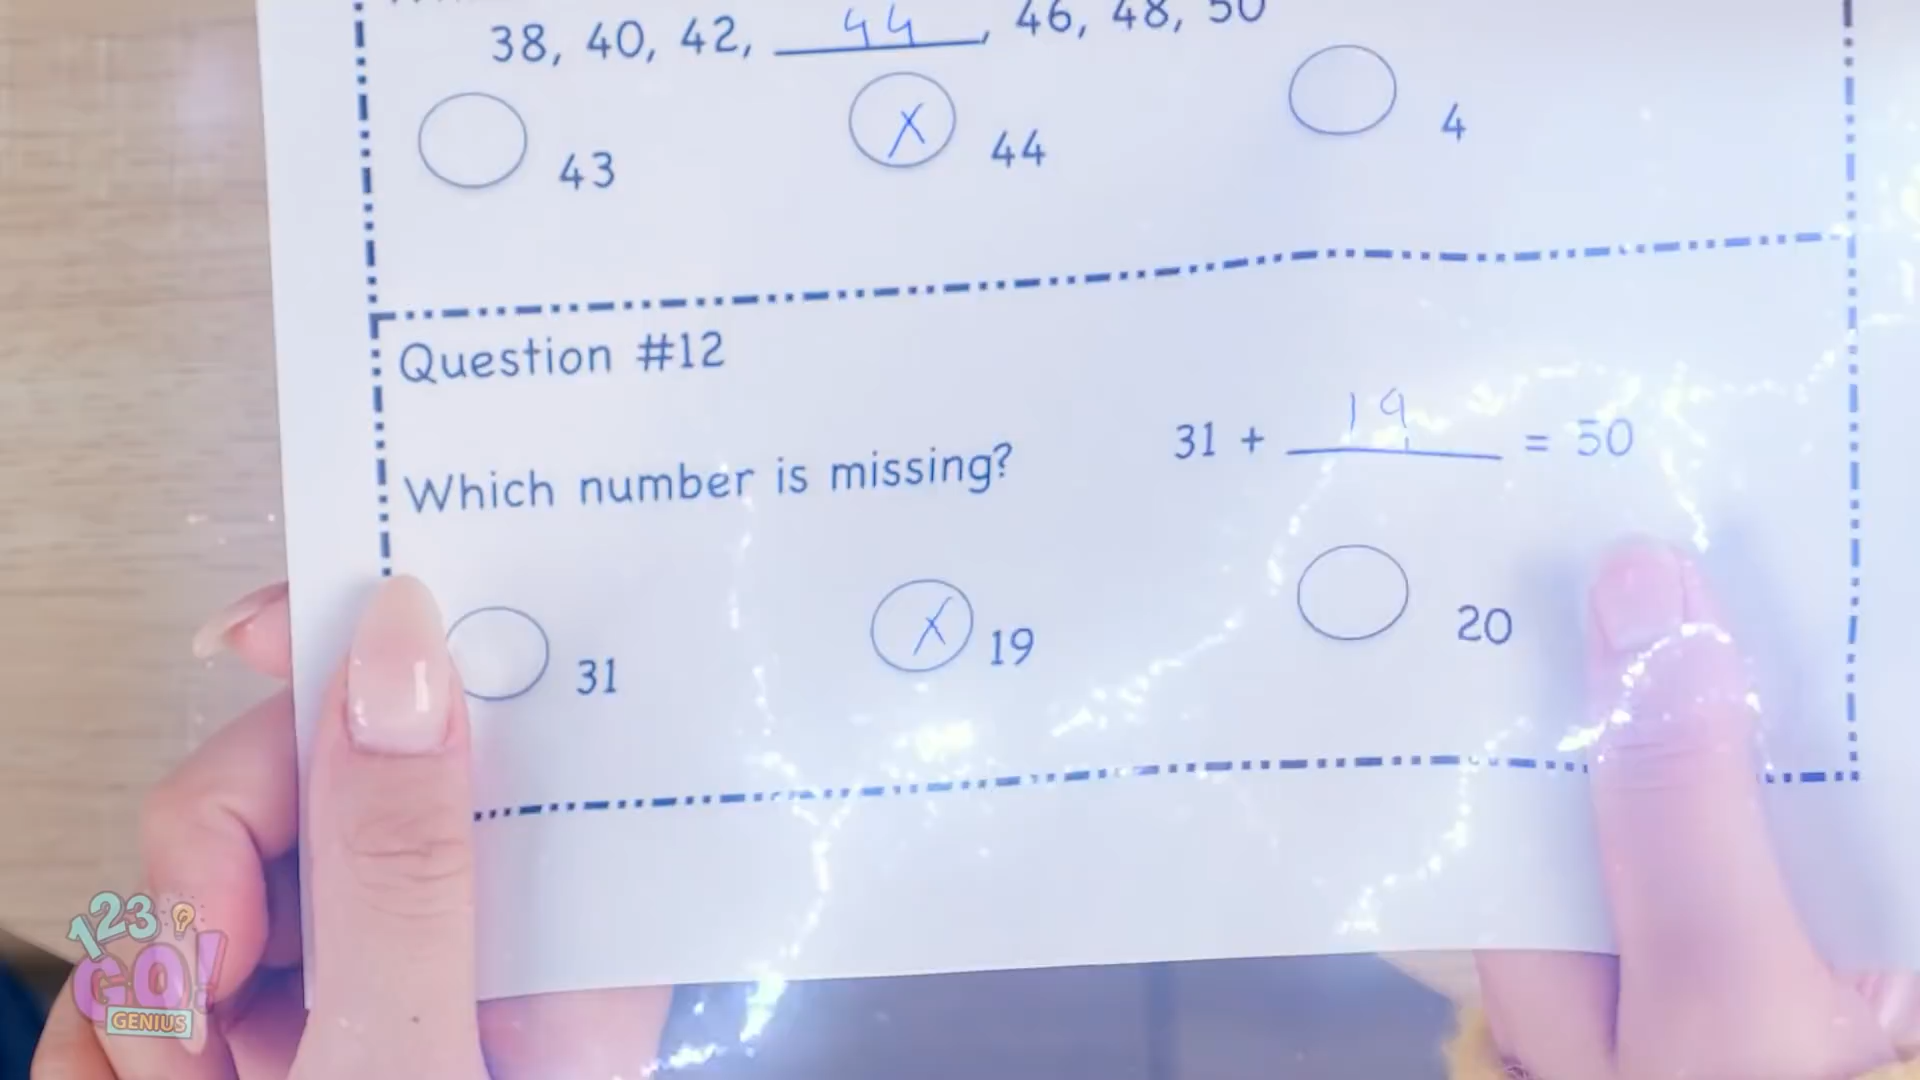 38, 40, 42, 44, 46, 48, 50
43 X 44 4
Question #12
Which number is missing? 31 + 19 = 50
31 X 19 20
123
GO!
GENIUS